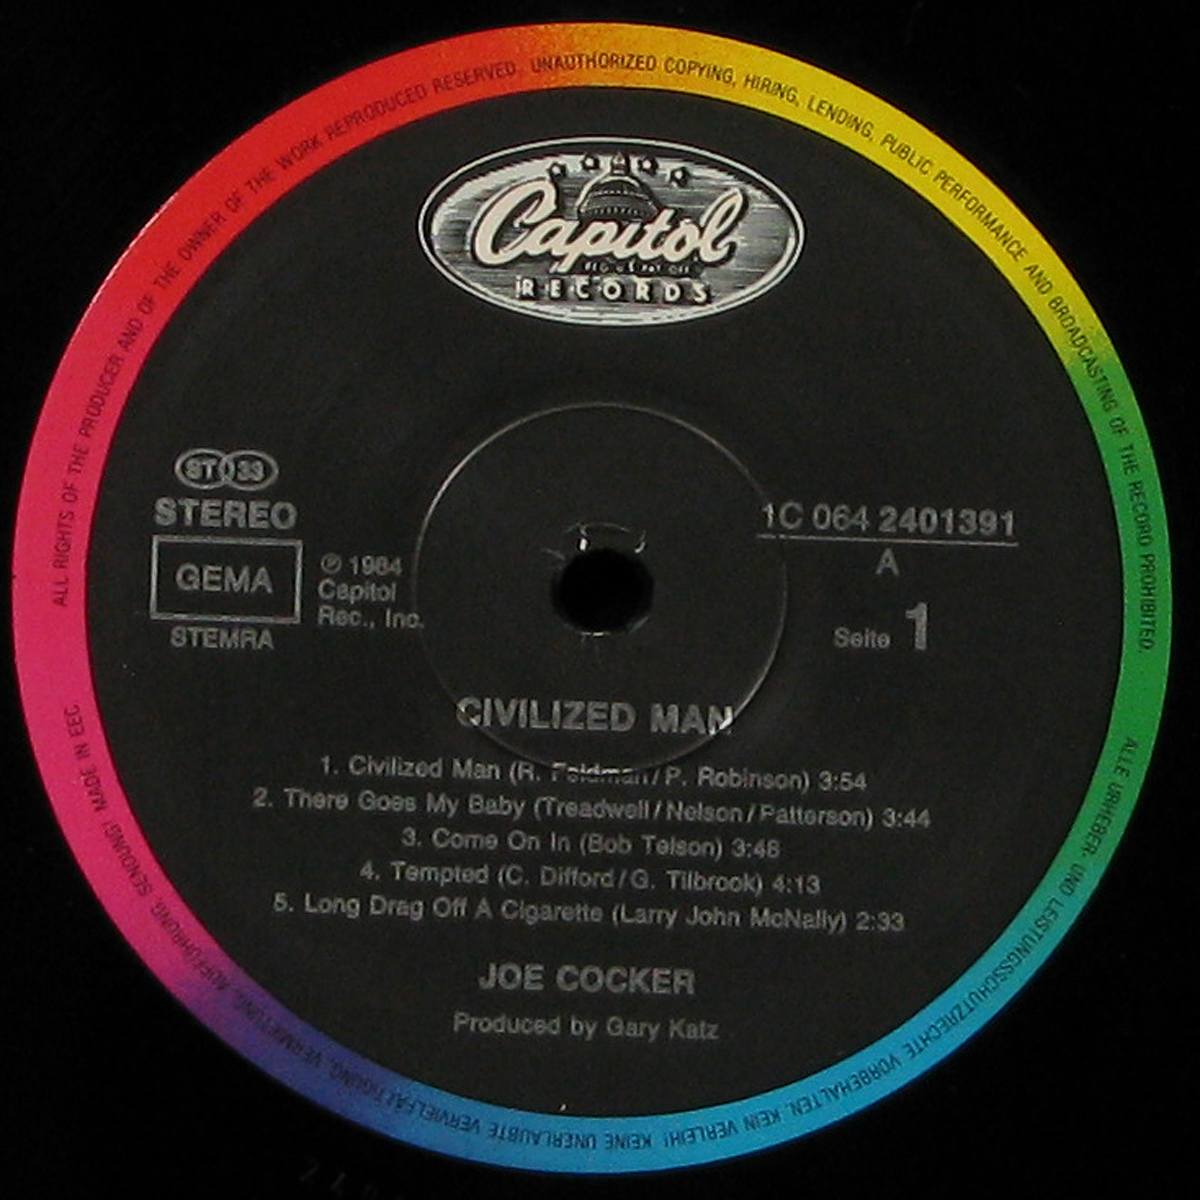 ALL RIGHTS OF THE PRODUCER AND OF THE OWNER OF THE WORK REPRODUCED RESERVED. UNAUTHORIZED COPYING, HIRING, LENDING, PUBLIC PERFORMANCE AND BROADCASTING OF THE RECORD PROHIBITED.
Capitol
REG. U.S. PAT. OFF.
RECORDS
ST 33
STEREO
GEMA
STEMRA
℗ 1984
Capitol
Rec., Inc.
1C 064 2401391
A
Seite 1
CIVILIZED MAN
1. Civilized Man (R. Feldman/P. Robinson) 3:54
2. There Goes My Baby (Treadwell/Nelson/Patterson) 3:44
3. Come On In (Bob Telson) 3:46
4. Tempted (C. Difford/G. Tilbrook) 4:13
5. Long Drag Off A Cigarette (Larry John McNally) 2:33
JOE COCKER
Produced by Gary Katz
ALLE URHEBER- UND LEISTUNGSSCHUTZRECHTE VORBEHALTEN. KEIN VERLEIH! KEINE UNERLAUBTE VERVIELFÄLTIGUNG, VERMIETUNG, AUFFÜHRUNG, SENDUNG! MADE IN EEC